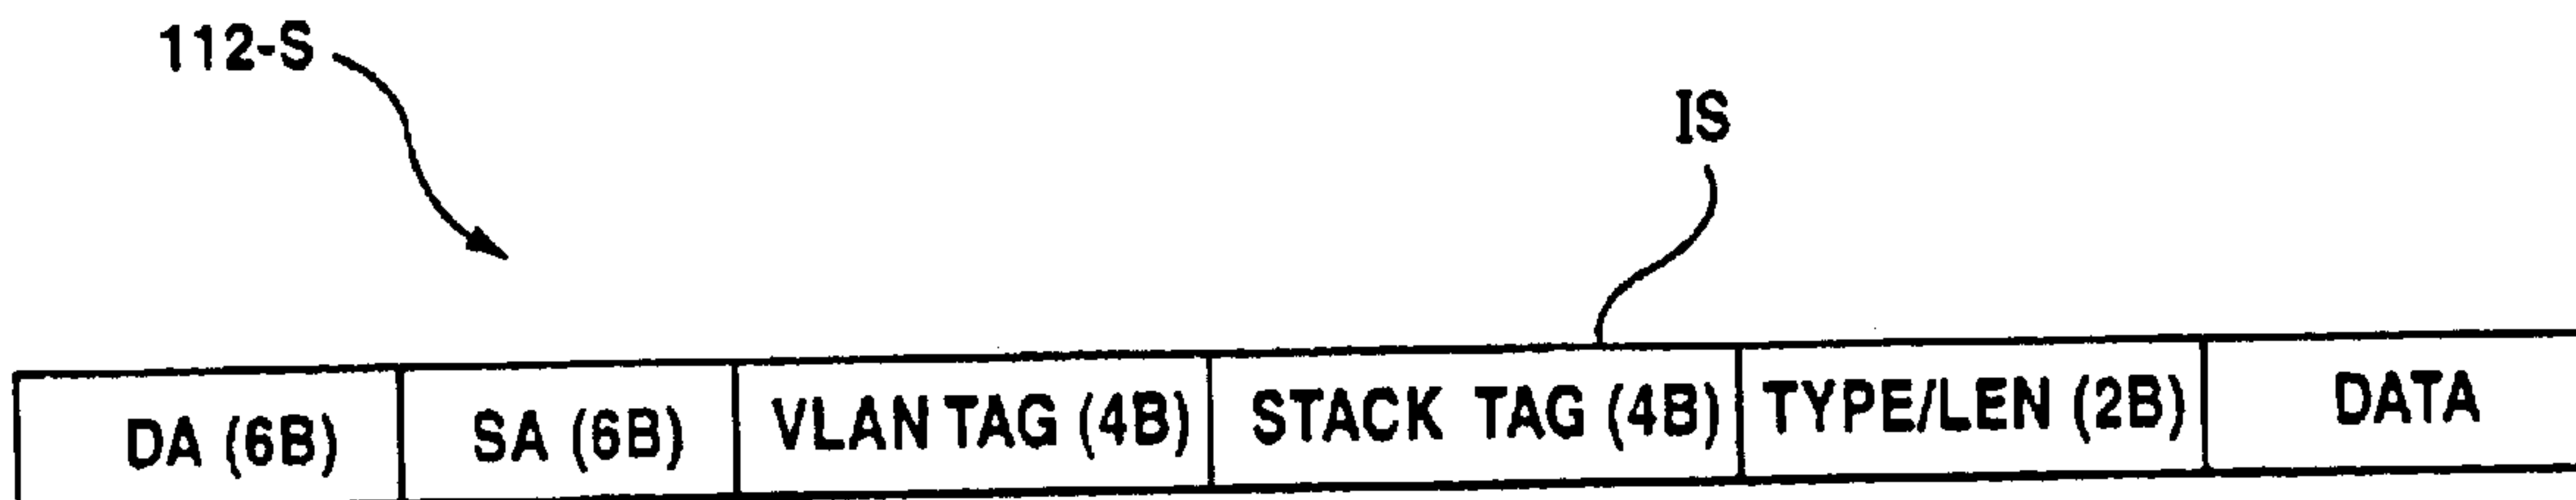 112-S
IS
DA (6B) SA (6B) VLAN TAG (4B) STACK TAG (4B) TYPE/LEN (2B) DATA